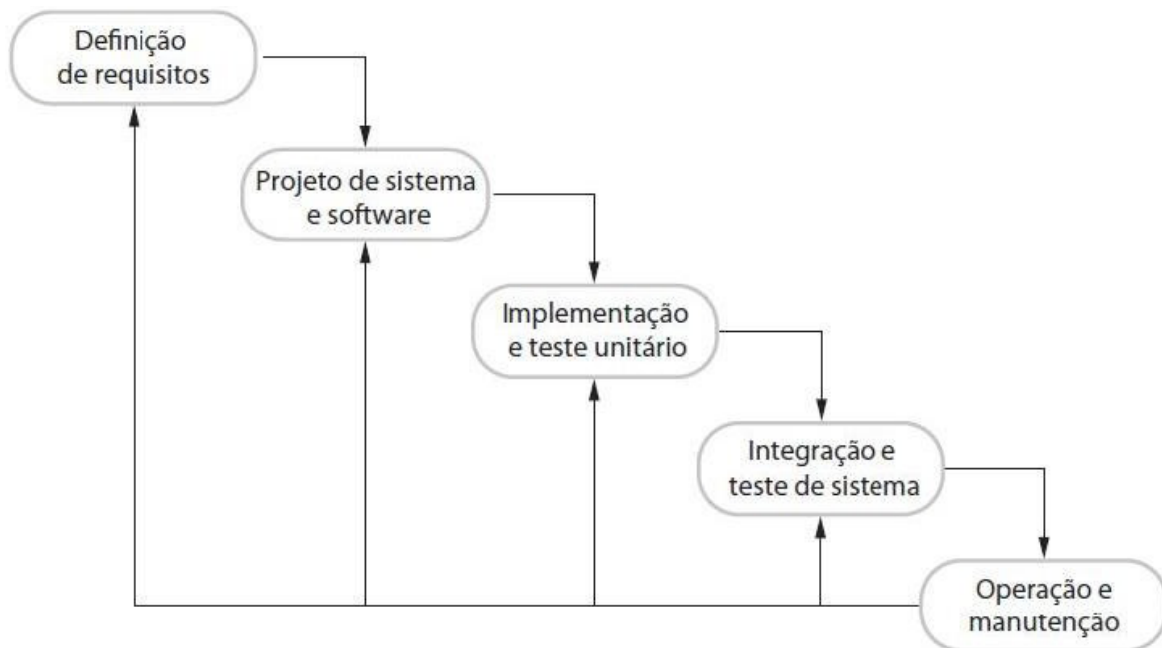 Definição
de requisitos
Projeto de sistema
e software
Implementação
e teste unitário
Integração e
teste de sistema
Operação e
manutenção